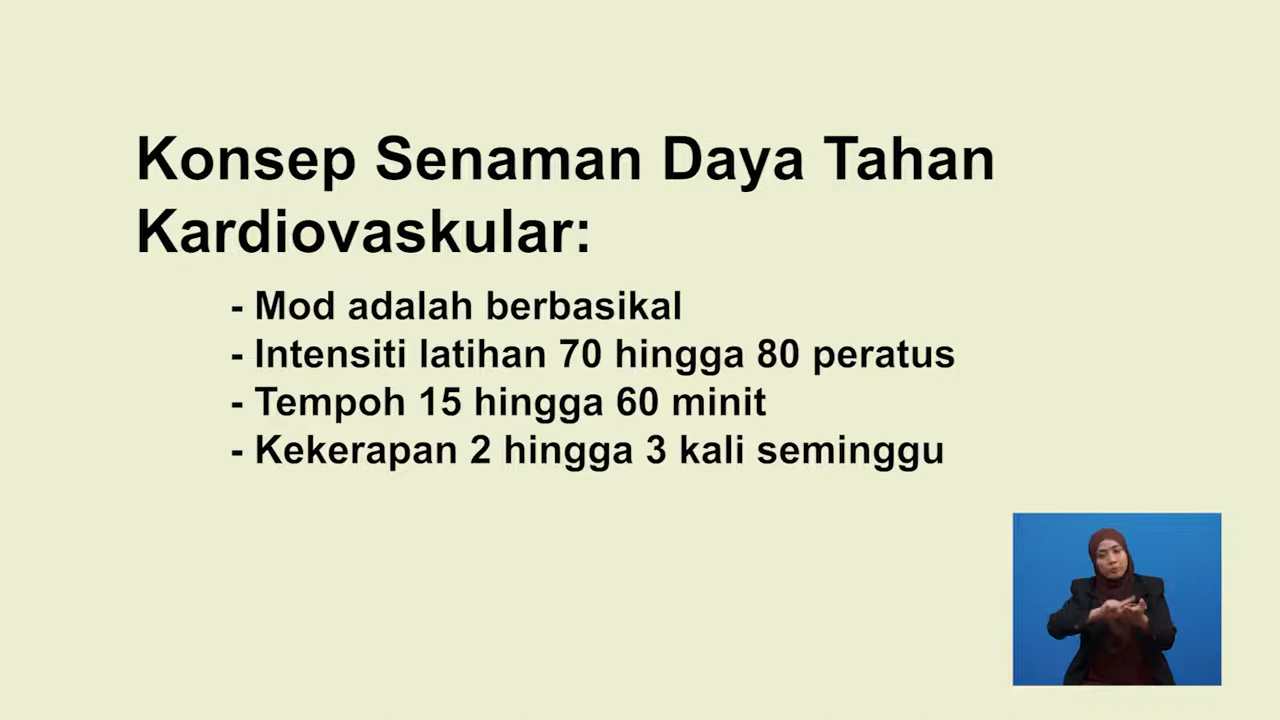 Konsep Senaman Daya Tahan
Kardiovaskular:
- Mod adalah berbasikal
- Intensiti latihan 70 hingga 80 peratus
- Tempoh 15 hingga 60 minit
- Kekerapan 2 hingga 3 kali seminggu